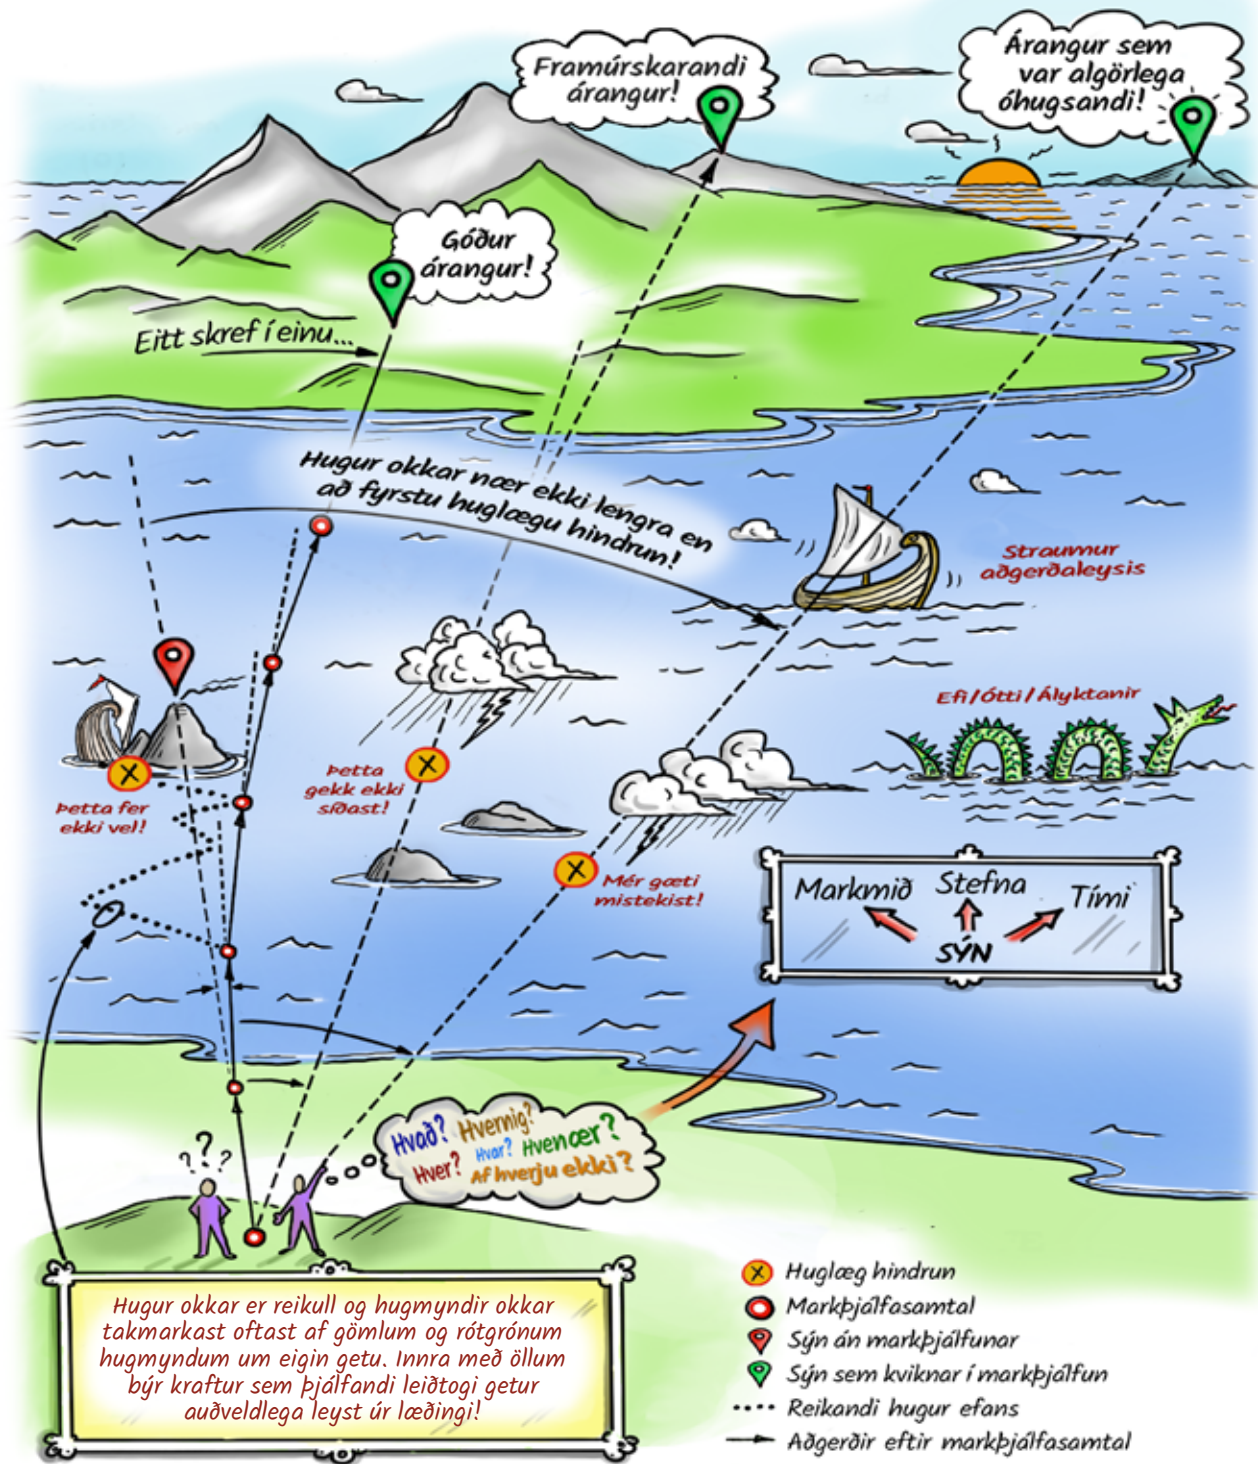 Framúrskarandi
árangur!
Árangur sem
var algörlega
óhugsandi!
Góður
árangur!
Eitt skref í einu...
Hugur okkar nær ekki lengra en
að fyrstu huglægu hindrun!
Straumur
aðgerðaleysis
Efi/Ótti/Ályktanir
Þetta fer
ekki vel!
Þetta
gekk ekki
síðast!
Mér gæti
mistekist!
Markmið
Stefna
Tími
SÝN
? ? ?
Hvað?
Hvernig?
Hver?
Hvar?
Hvenær?
Af hverju ekki?
Hugur okkar er reikull og hugmyndir okkar
takmarkast oftast af gömlum og rótgrónum
hugmyndum um eigin getu. Innra með öllum
býr kraftur sem þjálfandi leiðtogi getur
auðveldlega leyst úr læðingi!
Huglæg hindrun
Markþjálfasamtal
Sýn án markþjálfunar
Sýn sem kviknar í markþjálfun
Reikandi hugur efans
Aðgerðir eftir markþjálfasamtal